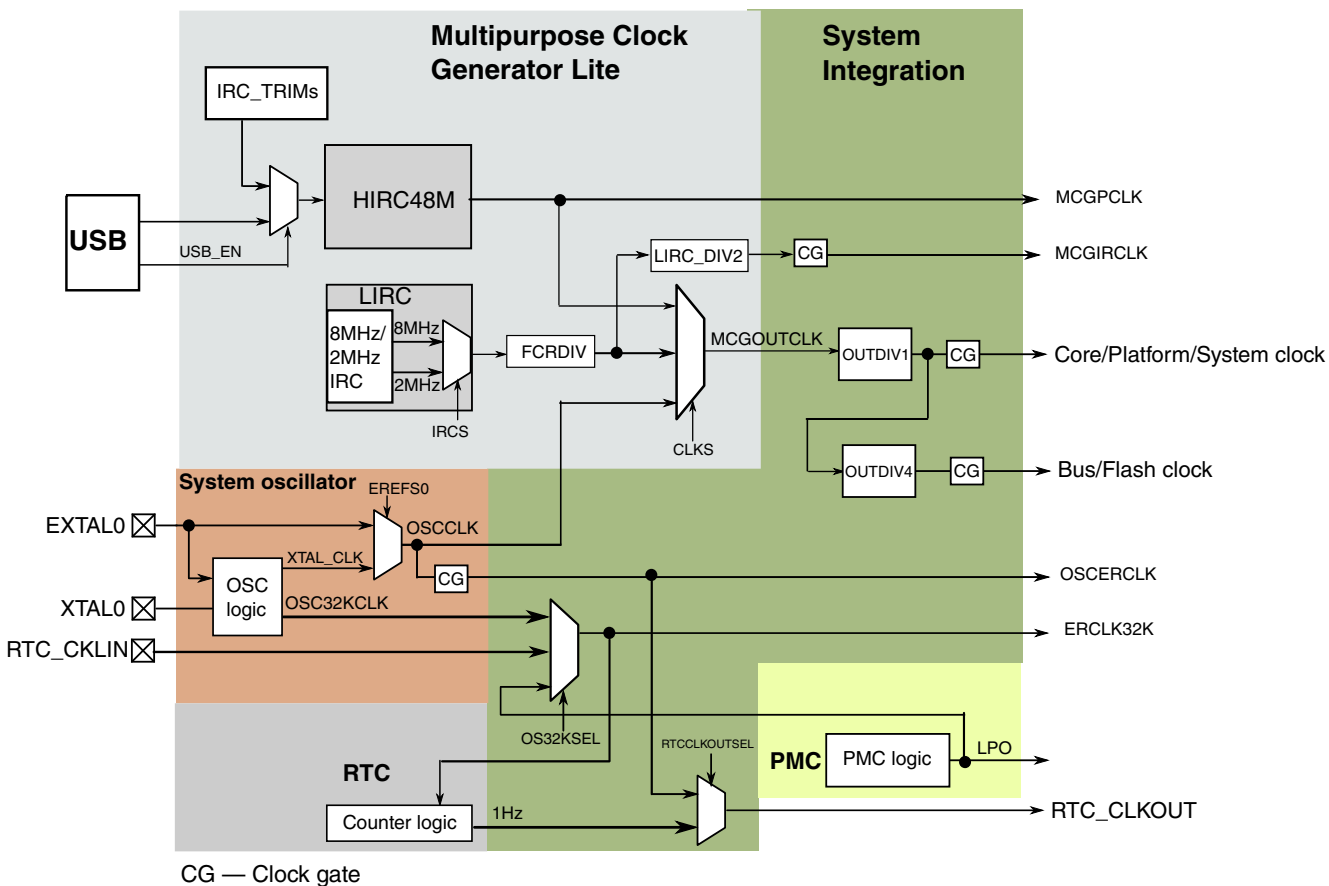 Multipurpose Clock
Generator Lite
System
Integration
IRC_TRIMs
HIRC48M
MCGPCLK
USB
USB_EN
LIRC_DIV2
CG
MCGIRCLK
LIRC
8MHz/
2MHz
IRC
8MHz
2MHz
IRCS
FCRDIV
MCGOUTCLK
CLKS
OUTDIV1
CG
Core/Platform/System clock
OUTDIV4
CG
Bus/Flash clock
System oscillator
EREFS0
EXTAL0
OSCCLK
XTAL_CLK
OSC
logic
CG
OSCERCLK
XTAL0
OSC32KCLK
ERCLK32K
RTC_CKLIN
OS32KSEL
RTCCLKOUTSEL
PMC
PMC logic
LPO
RTC
Counter logic
1Hz
RTC_CLKOUT
CG — Clock gate